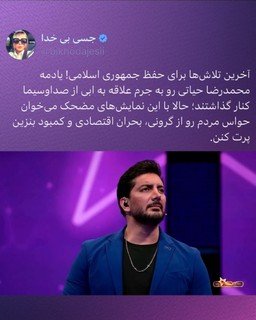 جسی بی خدا
@bikhodajesii
آخرین تلاش‌ها برای حفظ جمهوری اسلامی! یادمه
محمدرضا حیاتی رو به جرم علاقه به ابی از صداوسیما
کنار گذاشتند؛ حالا با این نمایش‌های مضحک می‌خوان
حواس مردم رو از گرونی، بحران اقتصادی و کمبود بنزین
پرت کنن.